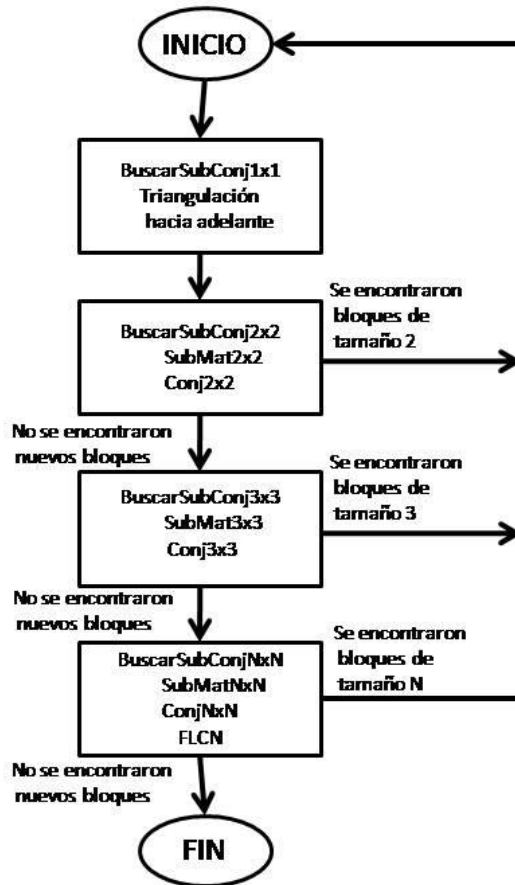 INICIO
BuscarSubConj1x1
Triangulación
hacia adelante
BuscarSubConj2x2
SubMat2x2
Conj2x2
Se encontraron
bloques de
tamaño 2
No se encontraron
nuevos bloques
BuscarSubConj3x3
SubMat3x3
Conj3x3
Se encontraron
bloques de
tamaño 3
No se encontraron
nuevos bloques
BuscarSubConjNxN
SubMatNxN
ConjNxN
FLCN
Se encontraron
bloques de
tamaño N
No se encontraron
nuevos bloques
FIN